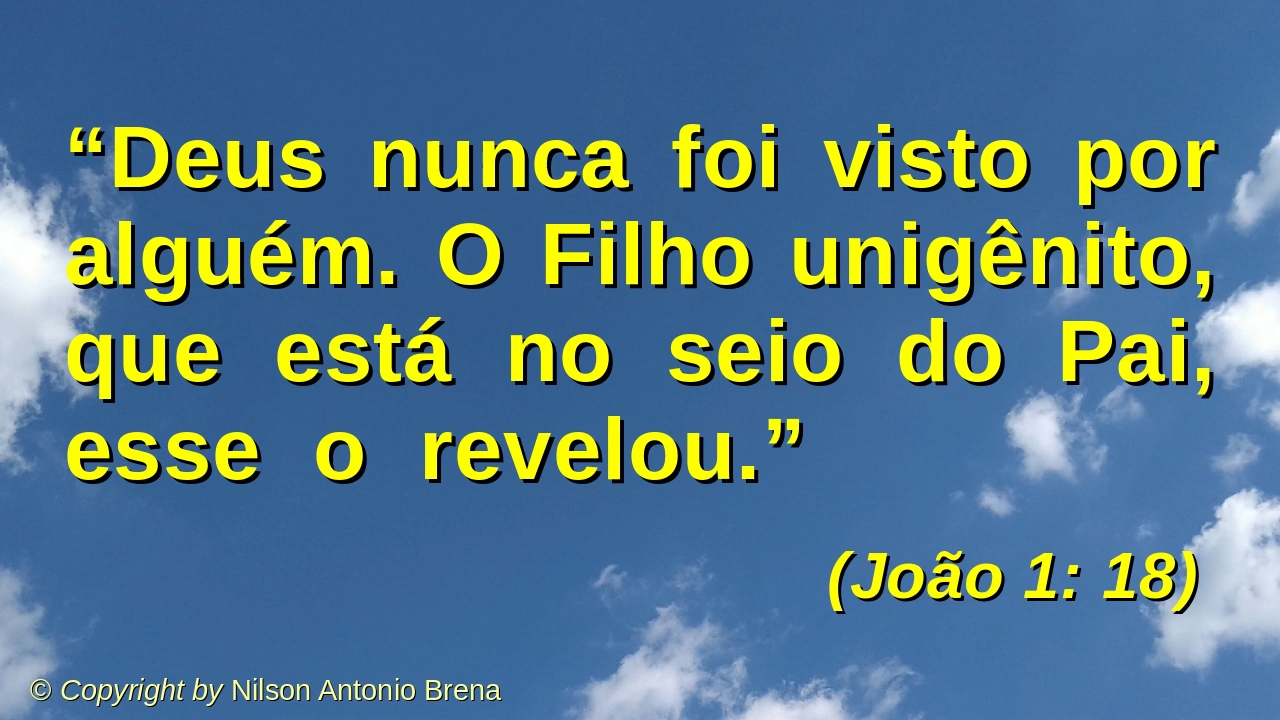 “Deus nunca foi visto por
alguém. O Filho unigênito,
que está no seio do Pai,
esse o revelou.”
(João 1: 18)
© Copyright by Nilson Antonio Brena